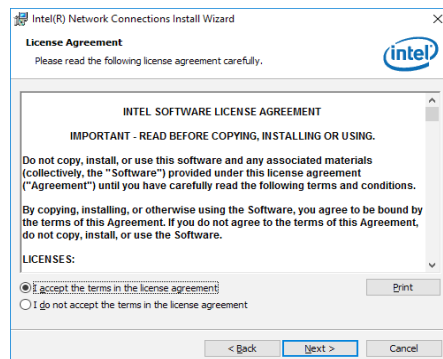 Intel(R) Network Connections Install Wizard
License Agreement
Please read the following license agreement carefully.
intel
INTEL SOFTWARE LICENSE AGREEMENT
IMPORTANT - READ BEFORE COPYING, INSTALLING OR USING.
Do not copy, install, or use this software and any associated materials
(collectively, the "Software") provided under this license agreement
("Agreement") until you have carefully read the following terms and conditions.
By copying, installing, or otherwise using the Software, you agree to be bound by
the terms of this Agreement. If you do not agree to the terms of this Agreement,
do not copy, install, or use the Software.
LICENSES:
I accept the terms in the license agreement
Print
I do not accept the terms in the license agreement
< Back
Next >
Cancel